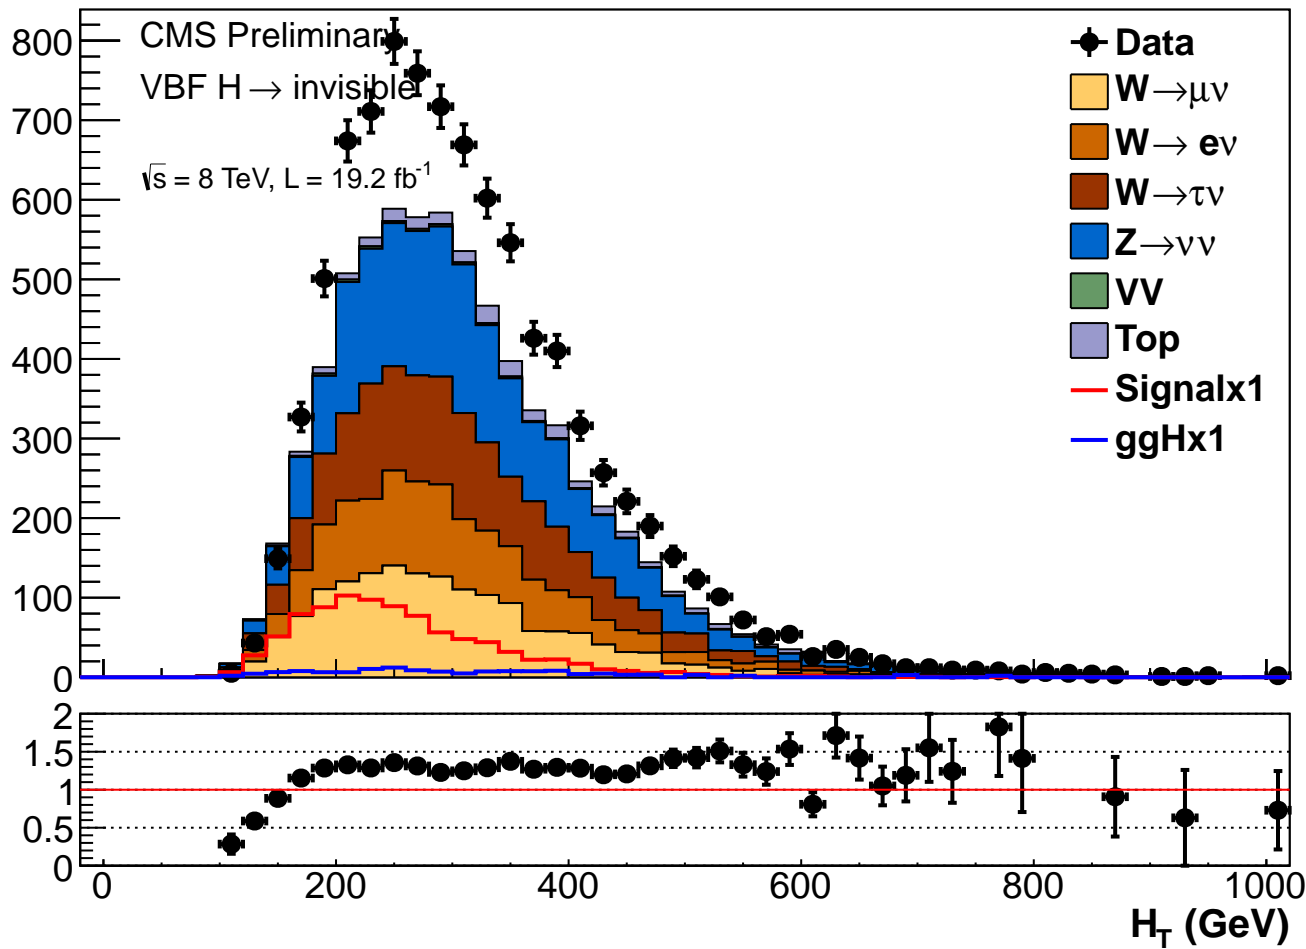 800
700
600
500
400
300
200
100
0
CMS Preliminary
VBF H → invisible
√s = 8 TeV, L = 19.2 fb⁻¹
Data
W→μν
W→ eν
W→τν
Z→νν
VV
Top
Signalx1
ggHx1
2
1.5
1
0.5
0
0 200 400 600 800 1000
H_T (GeV)